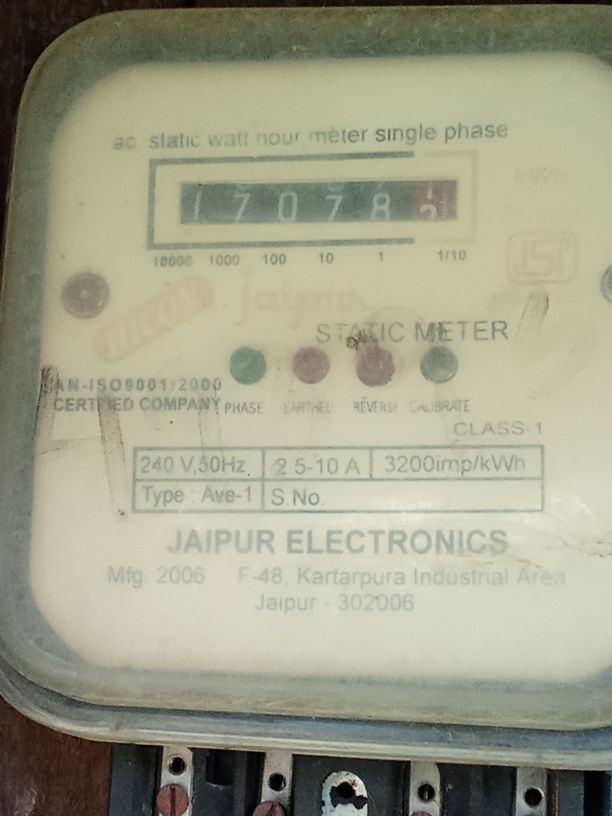 ac static watt hour meter single phase
kWh
1 7 0 7 8
10000 1000 100 10 1 1/10
jaipur
STATIC METER
AN-ISO9001:2000
CERTIFIED COMPANY
PHASE EARTHED REVERSE CALIBRATE
CLASS-1
240 V,50Hz. 2.5-10 A 3200imp/kWh
Type : Ave-1 S.No.
JAIPUR ELECTRONICS
Mfg. 2006 F-48, Kartarpura Industrial Area
Jaipur - 302006